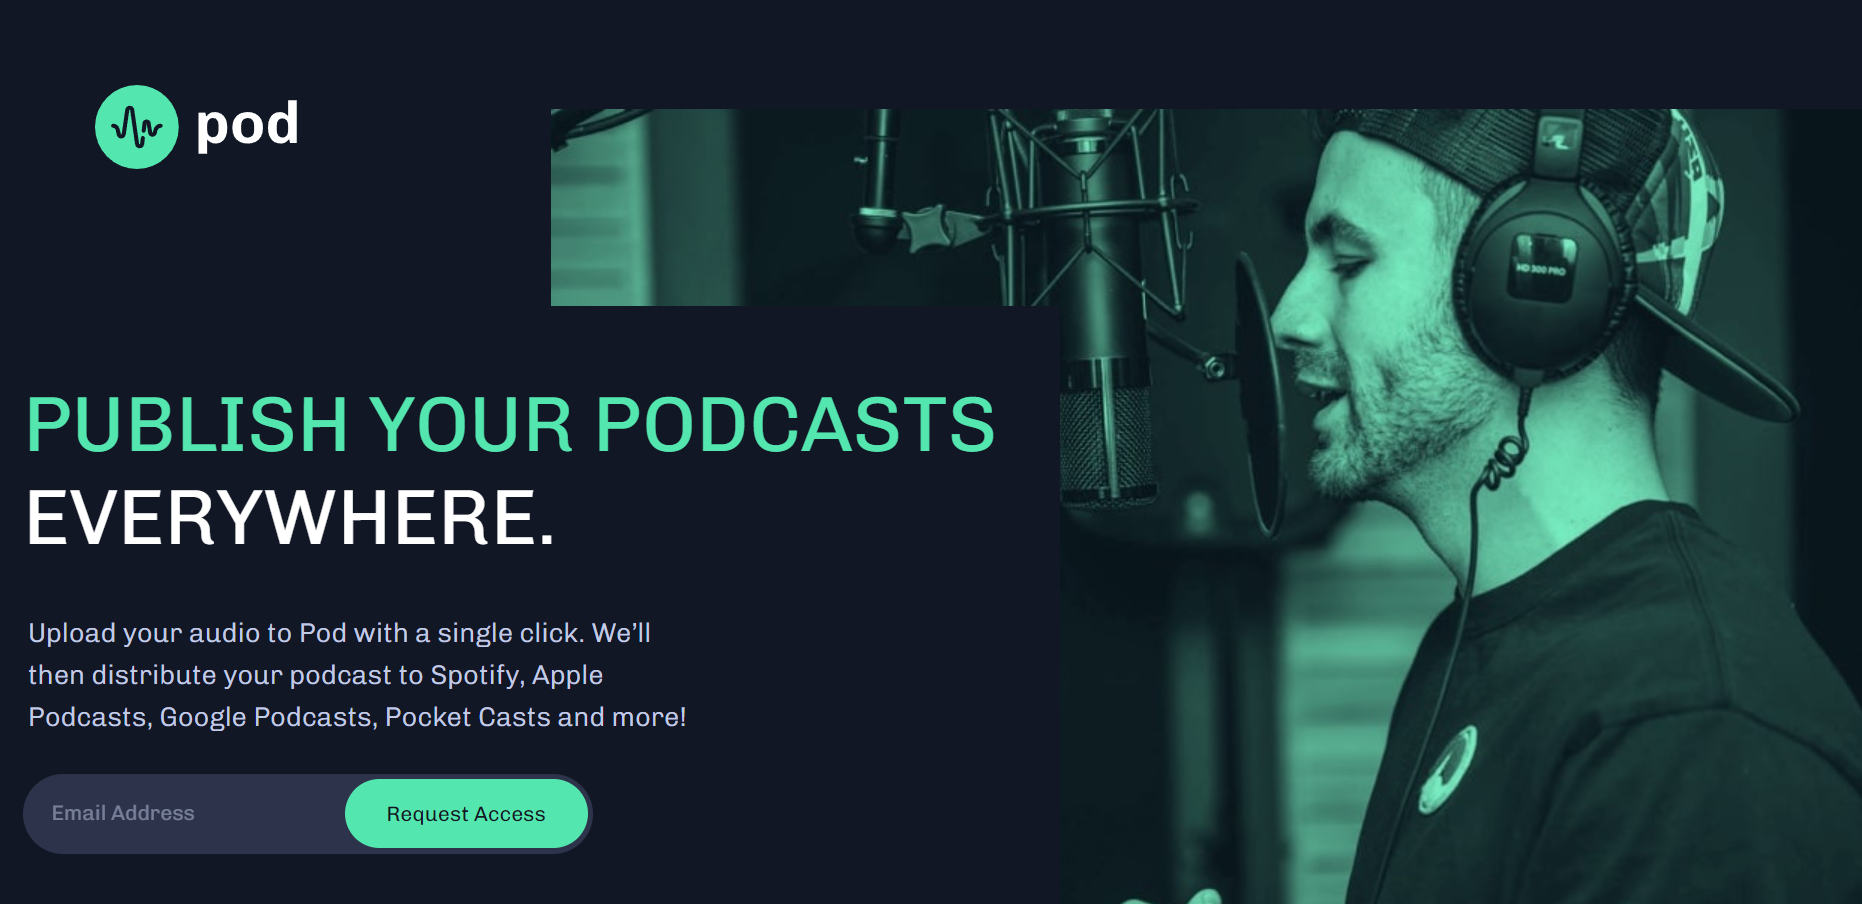 pod
HD 300 PRO
PUBLISH YOUR PODCASTS
EVERYWHERE.
Upload your audio to Pod with a single click. We’ll
then distribute your podcast to Spotify, Apple
Podcasts, Google Podcasts, Pocket Casts and more!
Email Address
Request Access